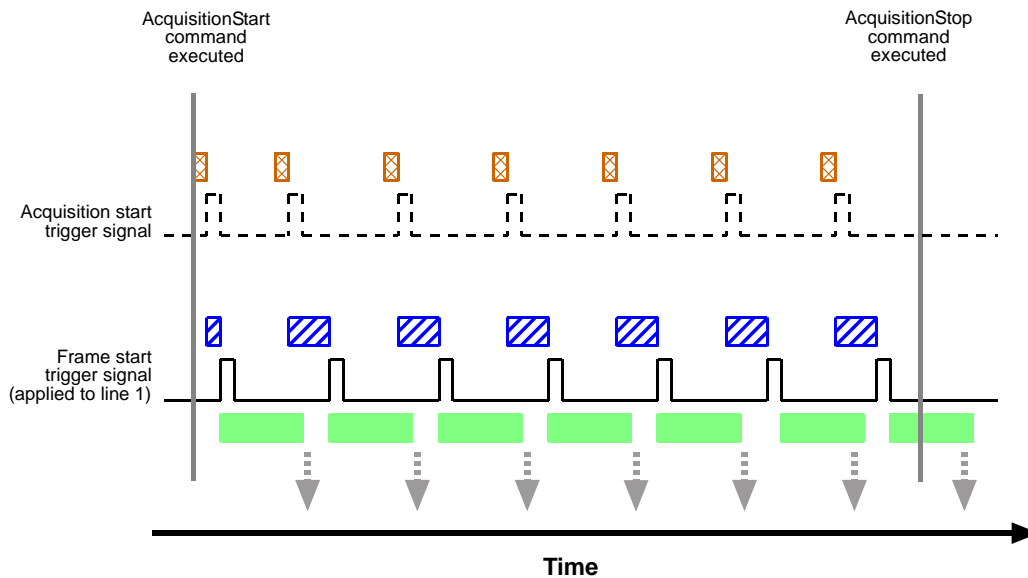 AcquisitionStart
command
executed
AcquisitionStop
command
executed
Acquisition start
trigger signal
Frame start
trigger signal
(applied to line 1)
Time